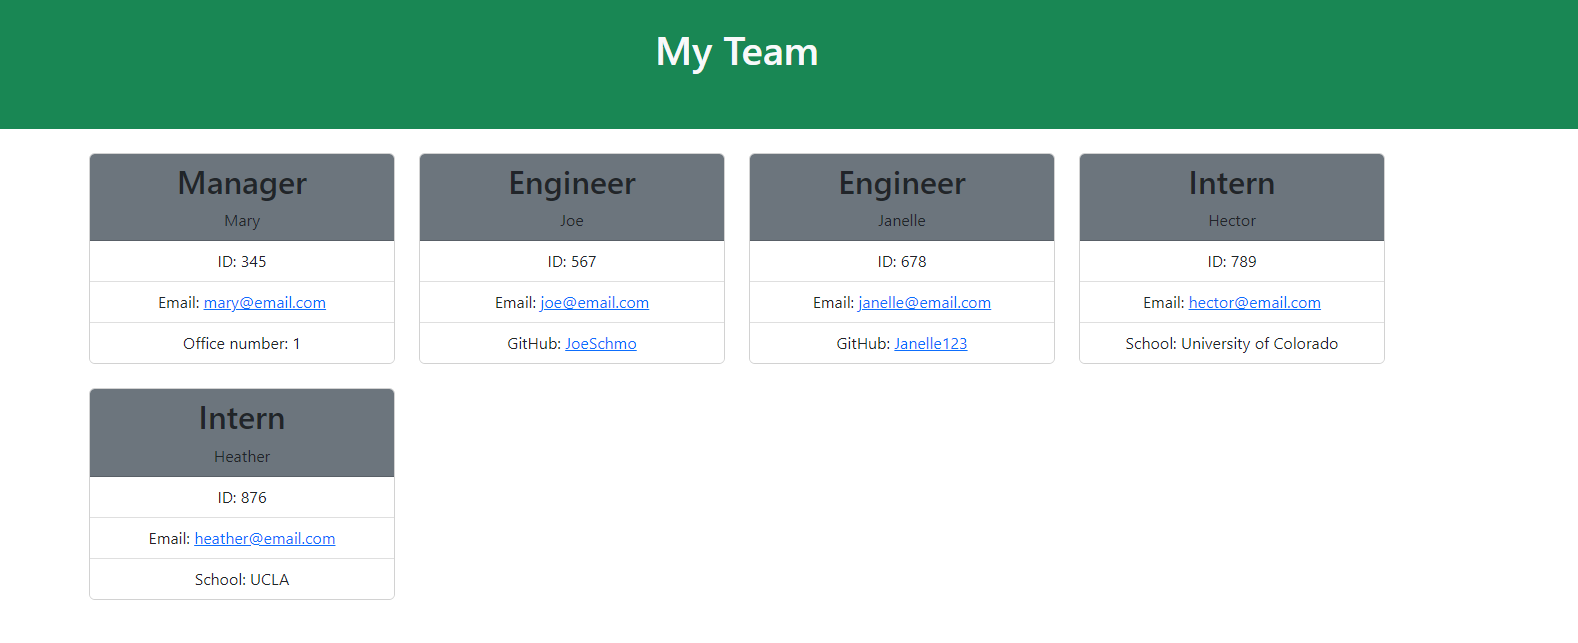 My Team
Manager
Mary
ID: 345
Email: mary@email.com
Office number: 1
Engineer
Joe
ID: 567
Email: joe@email.com
GitHub: JoeSchmo
Engineer
Janelle
ID: 678
Email: janelle@email.com
GitHub: Janelle123
Intern
Hector
ID: 789
Email: hector@email.com
School: University of Colorado
Intern
Heather
ID: 876
Email: heather@email.com
School: UCLA